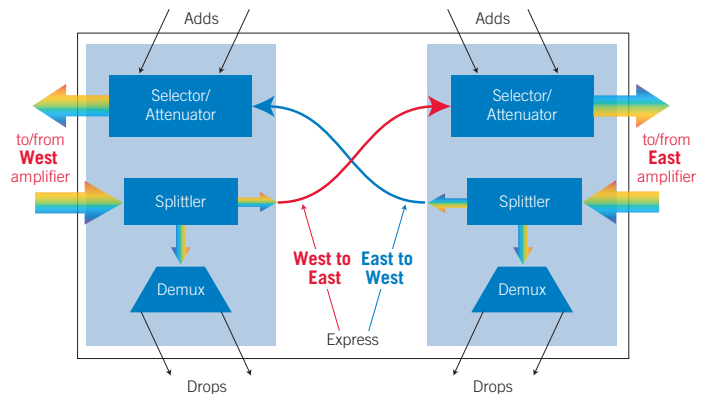 Adds
Adds
Selector/
Attenuator
Selector/
Attenuator
to/from
West
amplifier
to/from
East
amplifier
Splittler
Splittler
West to
East
East to
West
Demux
Demux
Express
Drops
Drops